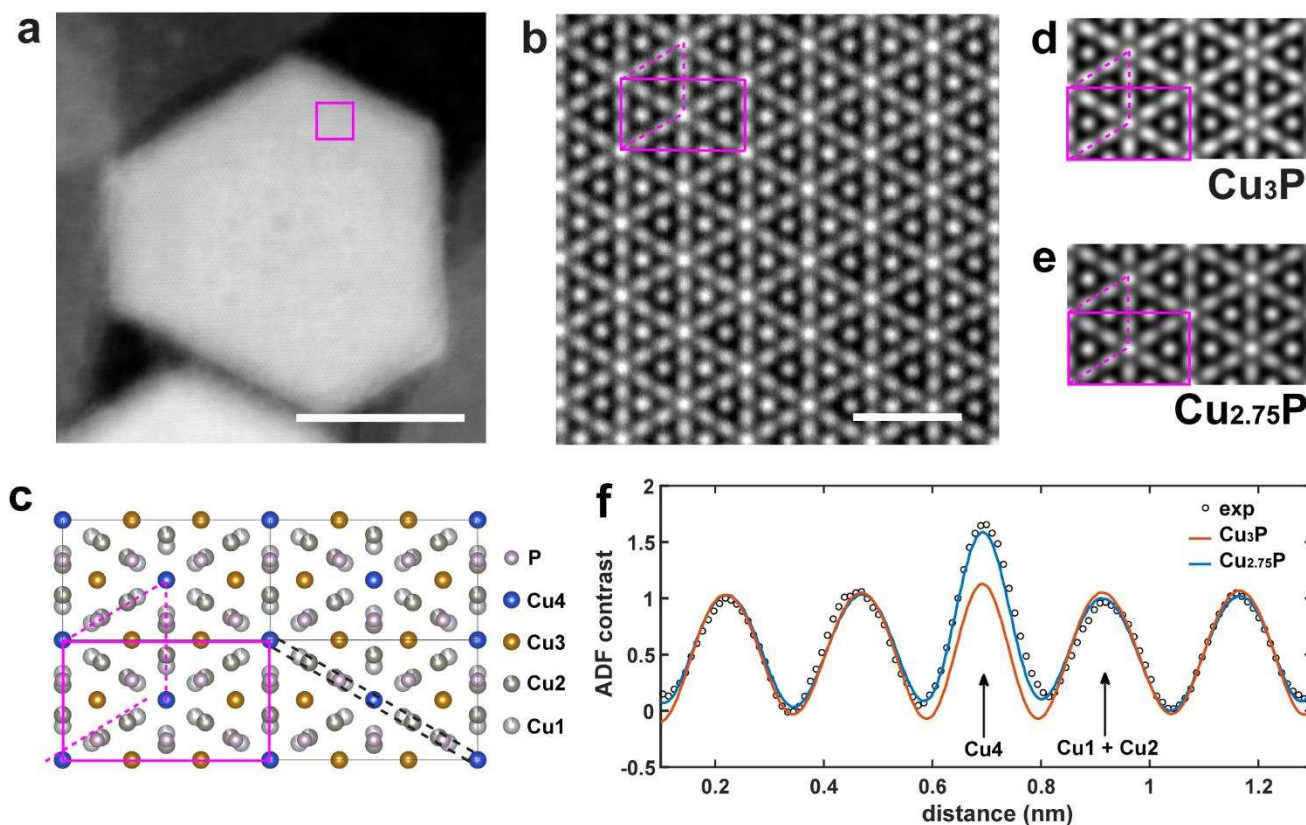 a
b
d
Cu3P
e
Cu2.75P
c
P
Cu4
Cu3
Cu2
Cu1
f
2
1.5
1
0.5
0
-0.5
ADF contrast
exp
Cu3P
Cu2.75P
Cu4
Cu1 + Cu2
0.2
0.4
0.6
0.8
1
1.2
distance (nm)